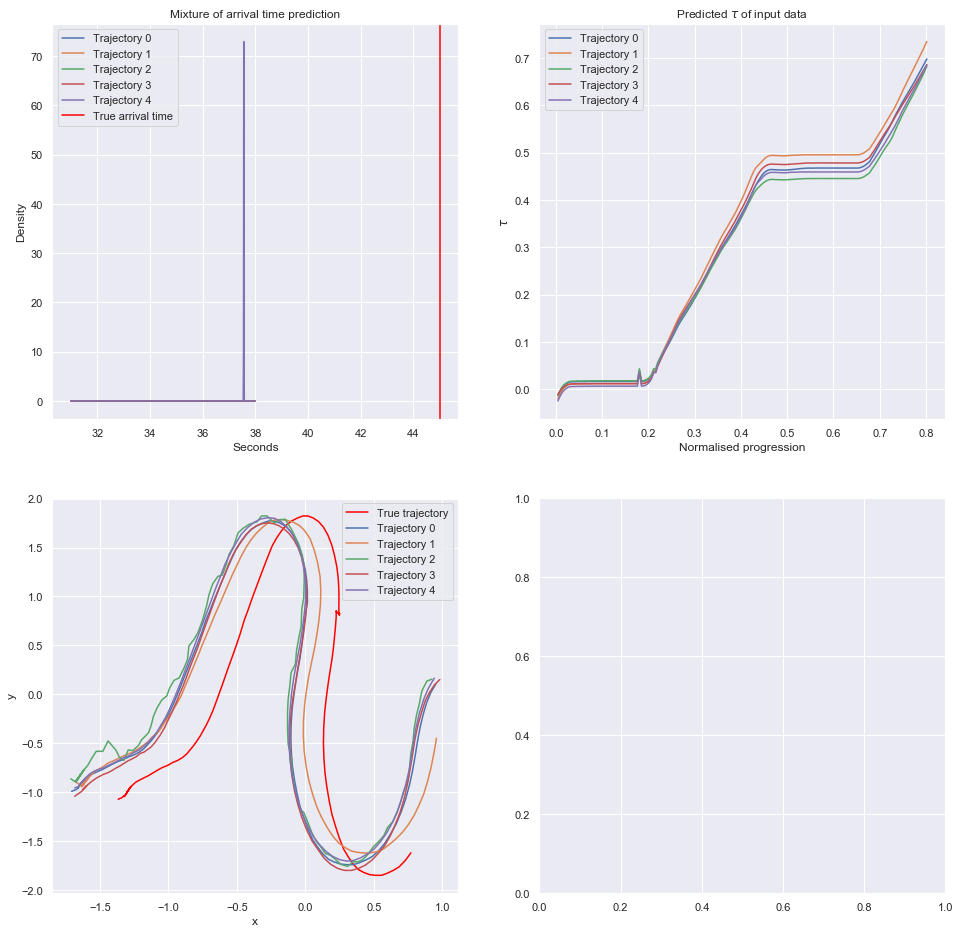 Mixture of arrival time prediction
Trajectory 0
Trajectory 1
Trajectory 2
Trajectory 3
Trajectory 4
True arrival time
70
60
50
40
30
20
10
0
Density
32 34 36 38 40 42 44
Seconds
Predicted τ of input data
Trajectory 0
Trajectory 1
Trajectory 2
Trajectory 3
Trajectory 4
0.7
0.6
0.5
0.4
0.3
0.2
0.1
0.0
τ
0.0 0.1 0.2 0.3 0.4 0.5 0.6 0.7 0.8
Normalised progression
True trajectory
Trajectory 0
Trajectory 1
Trajectory 2
Trajectory 3
Trajectory 4
2.0
1.5
1.0
0.5
0.0
−0.5
−1.0
−1.5
−2.0
y
−1.5 −1.0 −0.5 0.0 0.5 1.0
x
1.0
0.8
0.6
0.4
0.2
0.0
0.0 0.2 0.4 0.6 0.8 1.0